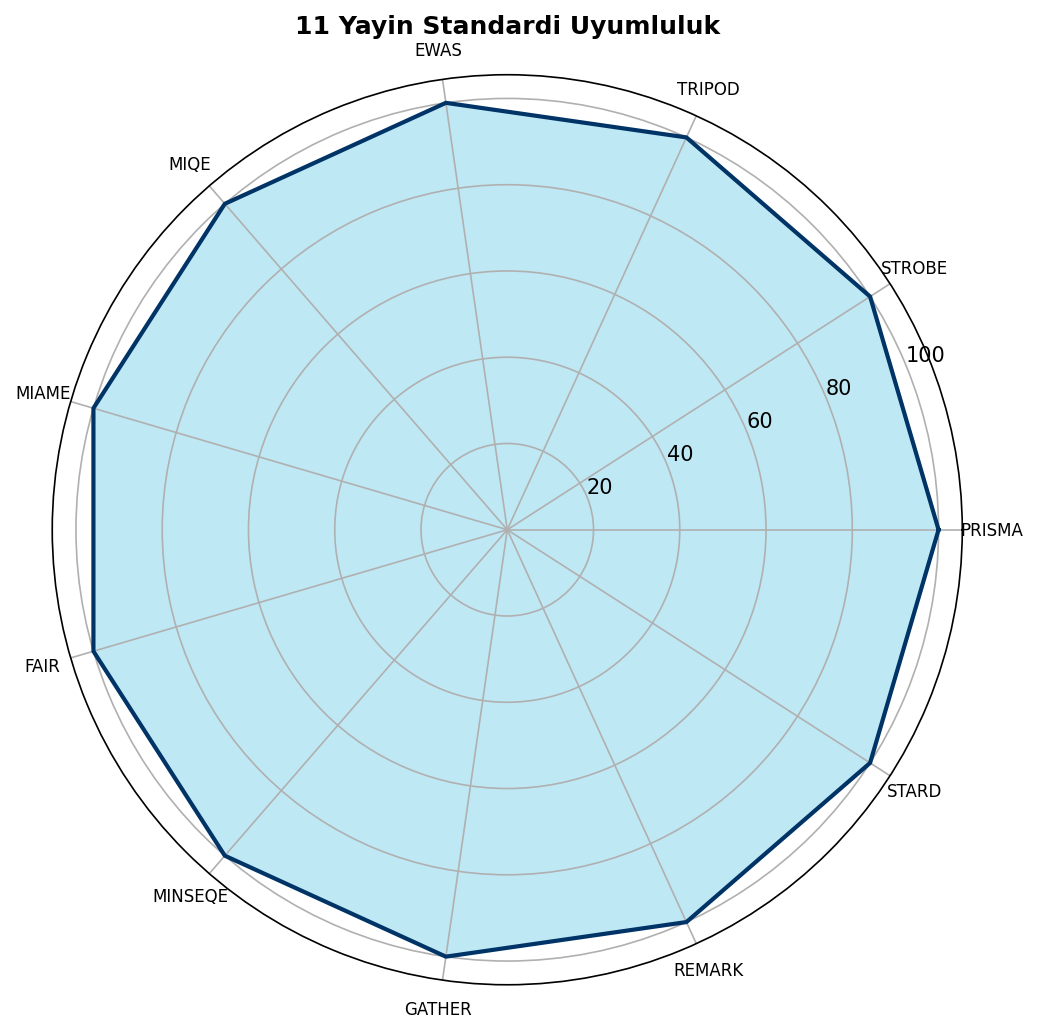 11 Yayin Standardi Uyumluluk
EWAS
TRIPOD
MIQE
STROBE
100
80
MIAME
60
40
20
PRISMA
FAIR
STARD
MINSEQE
REMARK
GATHER